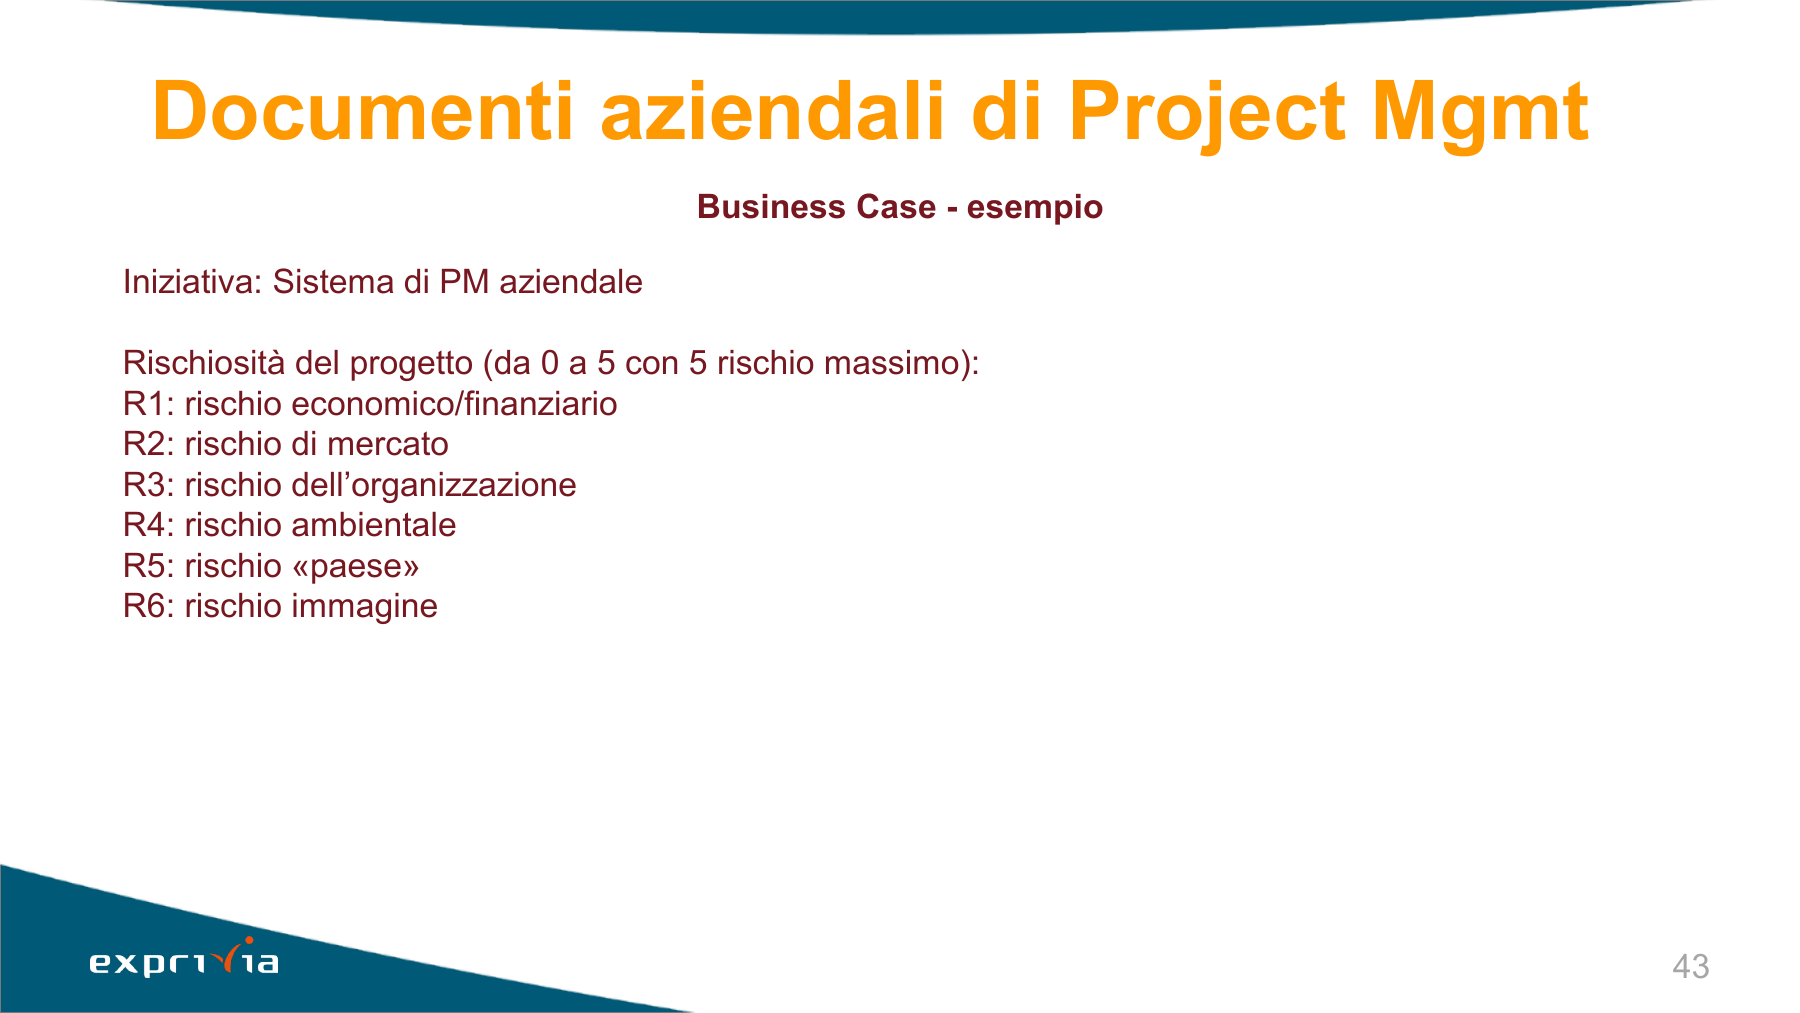 Documenti aziendali di Project Mgmt
Business Case - esempio
Iniziativa: Sistema di PM aziendale
Rischiosità del progetto (da 0 a 5 con 5 rischio massimo):
R1: rischio economico/finanziario
R2: rischio di mercato
R3: rischio dell’organizzazione
R4: rischio ambientale
R5: rischio «paese»
R6: rischio immagine
exprivia
43